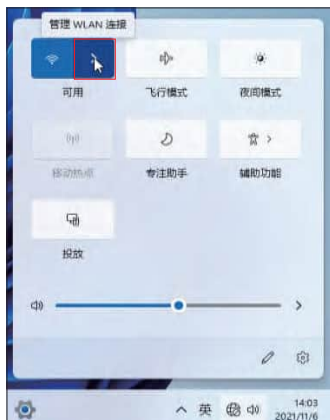 管理 WLAN 连接
可用
飞行模式
夜间模式
移动热点
专注助手
辅助功能
投放
英
14:03
2021/11/6